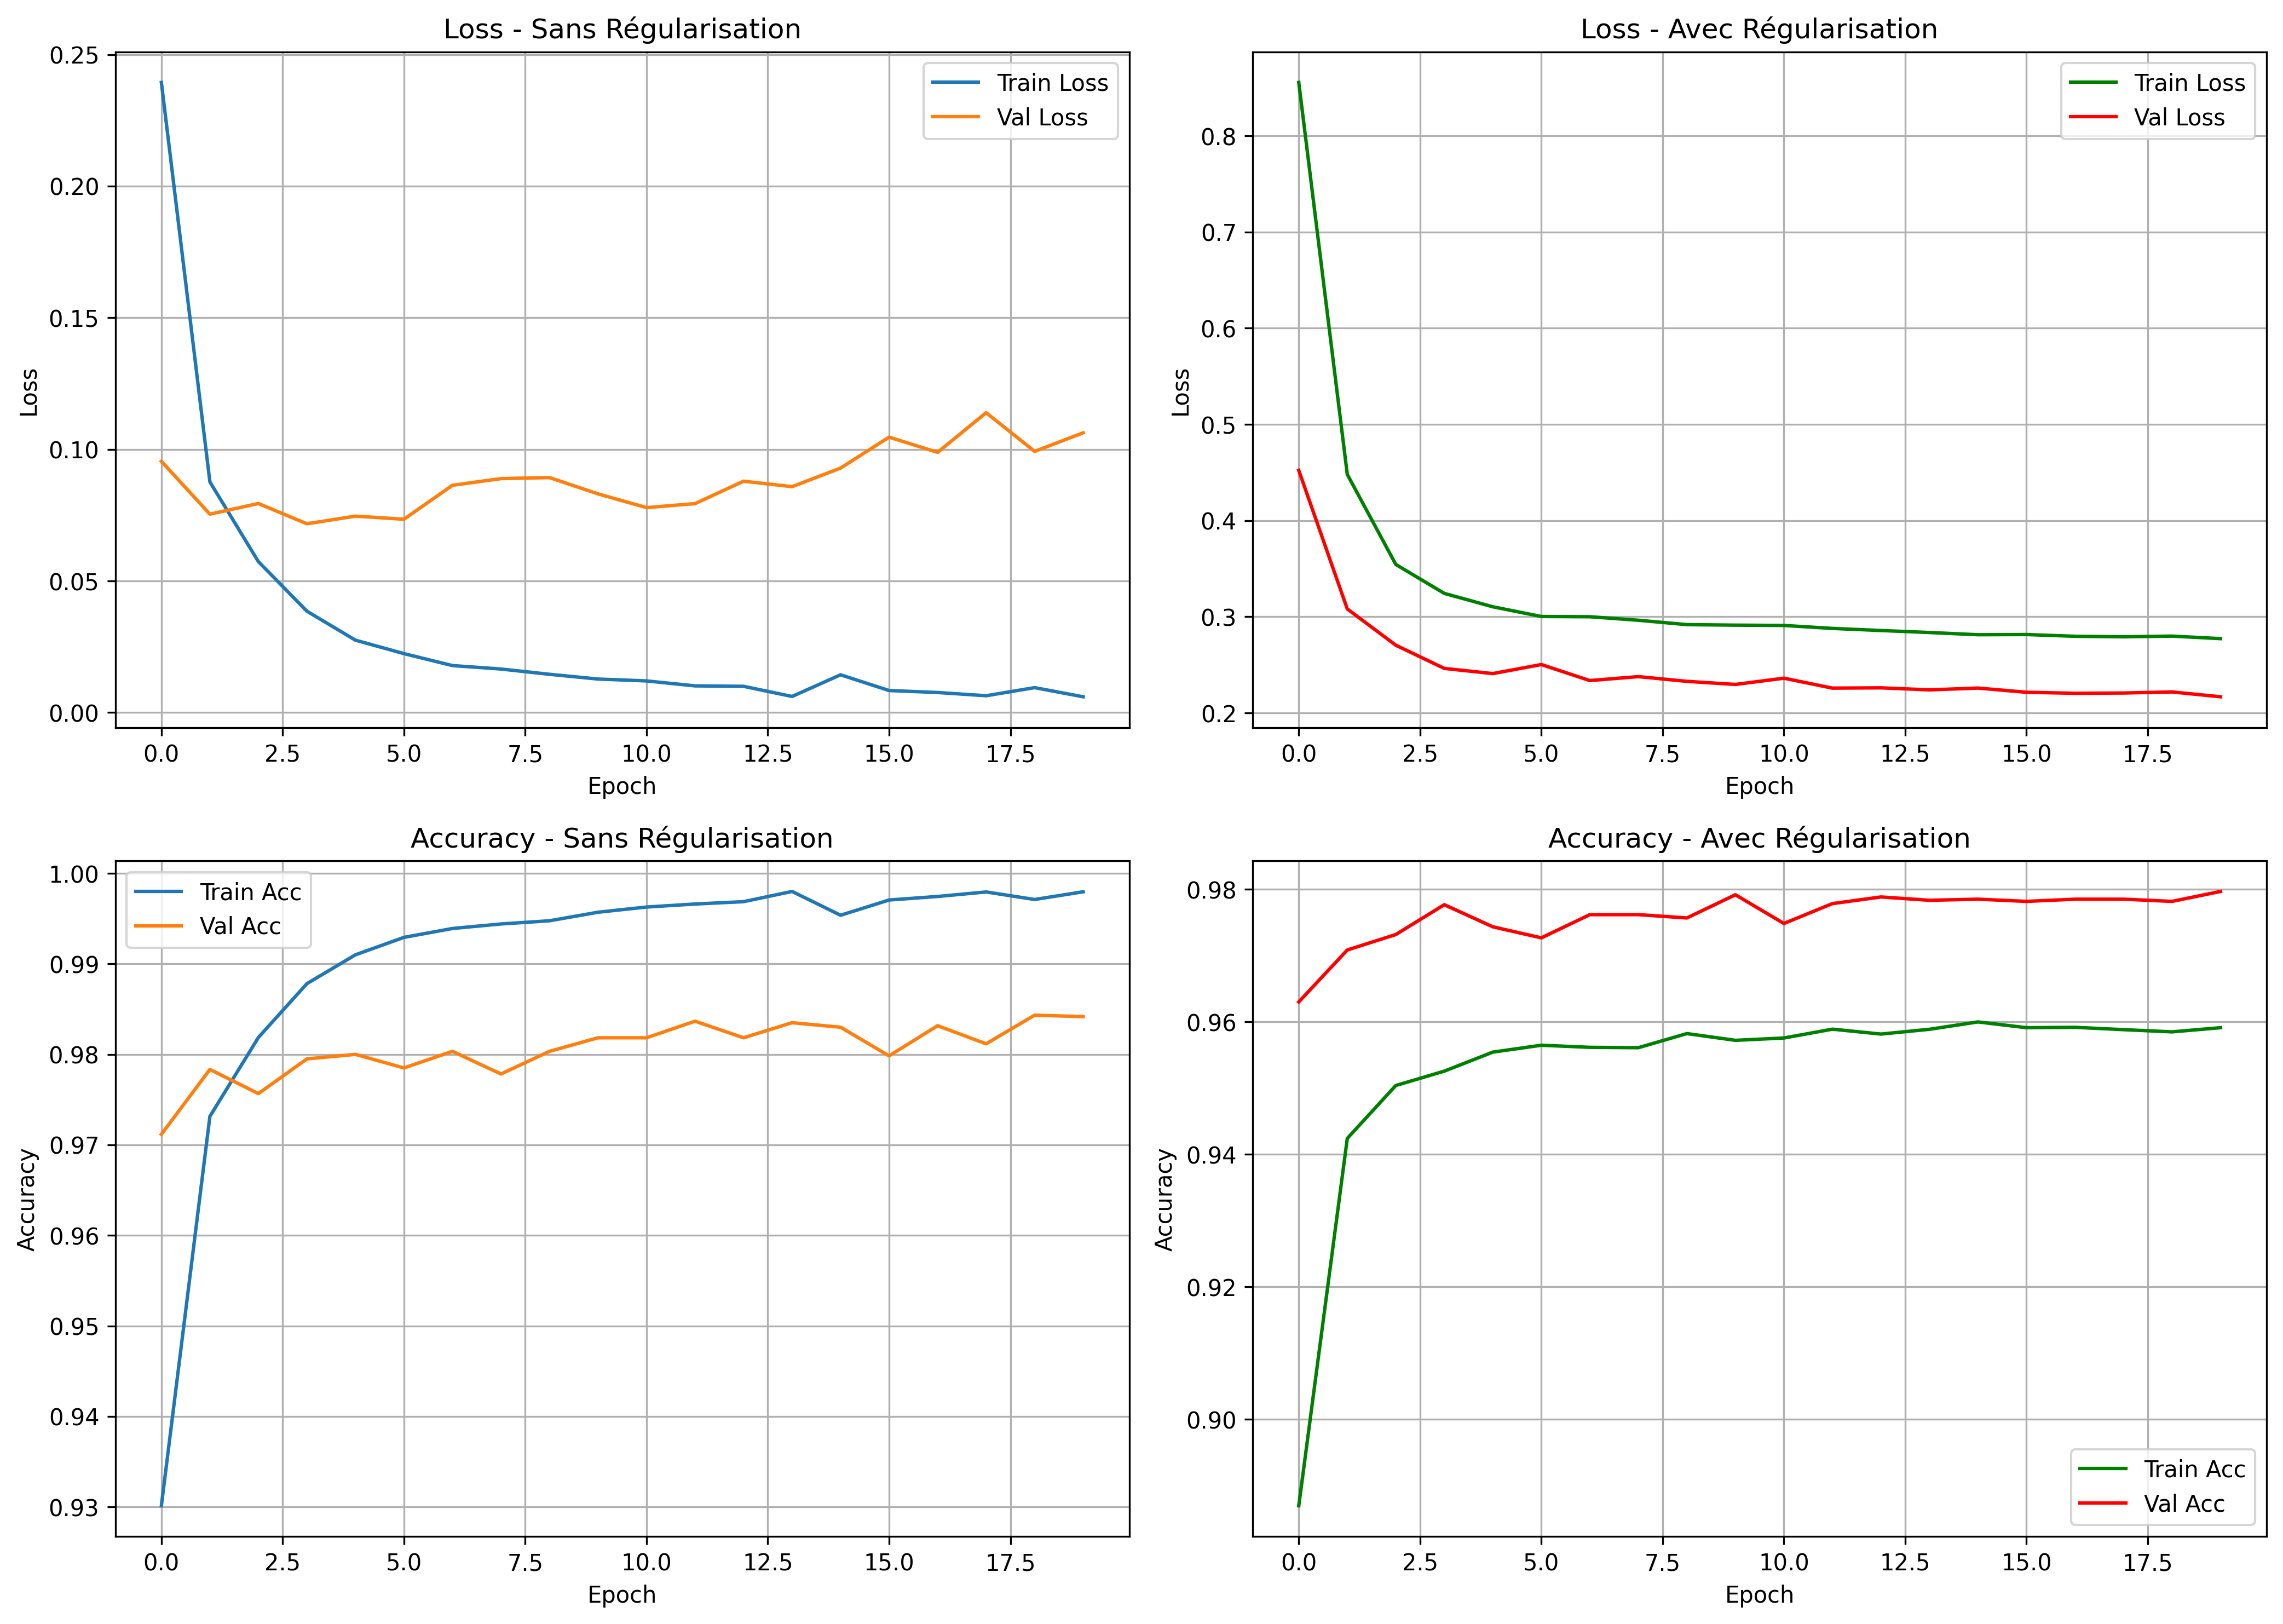 Loss - Sans Régularisation
0.25
0.20
0.15
0.10
0.05
0.00
Loss
Train Loss
Val Loss
0.0 2.5 5.0 7.5 10.0 12.5 15.0 17.5
Epoch
Loss - Avec Régularisation
0.8
0.7
0.6
0.5
0.4
0.3
0.2
Loss
Train Loss
Val Loss
0.0 2.5 5.0 7.5 10.0 12.5 15.0 17.5
Epoch
Accuracy - Sans Régularisation
1.00
0.99
0.98
0.97
0.96
0.95
0.94
0.93
Accuracy
Train Acc
Val Acc
0.0 2.5 5.0 7.5 10.0 12.5 15.0 17.5
Epoch
Accuracy - Avec Régularisation
0.98
0.96
0.94
0.92
0.90
Accuracy
Train Acc
Val Acc
0.0 2.5 5.0 7.5 10.0 12.5 15.0 17.5
Epoch